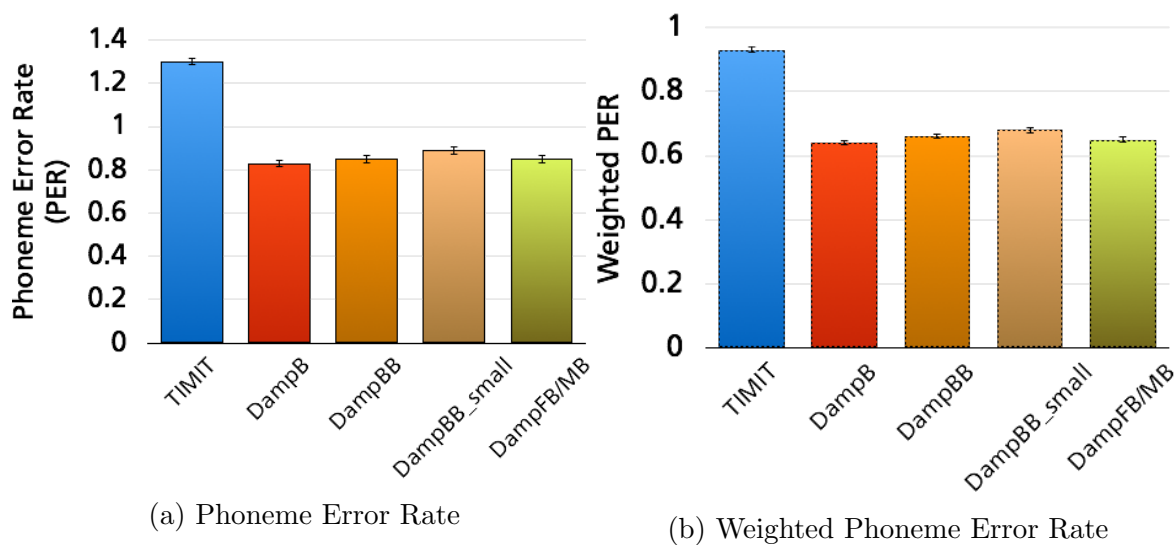 Phoneme Error Rate
(PER)
1.4
1.2
1
0.8
0.6
0.4
0.2
0
TIMIT
DampB
DampBB
DampBB_small
DampFB/MB
(a) Phoneme Error Rate
Weighted PER
1
0.8
0.6
0.4
0.2
0
TIMIT
DampB
DampBB
DampBB_small
DampFB/MB
(b) Weighted Phoneme Error Rate